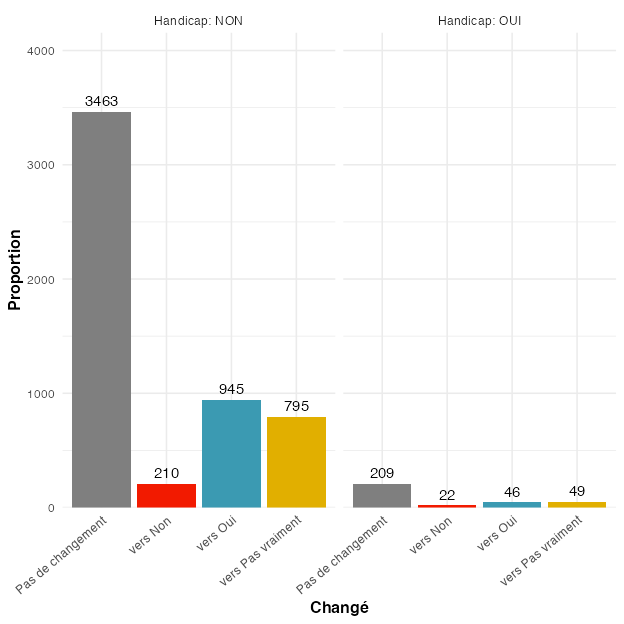 Handicap: NON
Handicap: OUI
Proportion
4000
3000
2000
1000
0
3463
210
945
795
209
22
46
49
Pas de changement
vers Non
vers Oui
vers Pas vraiment
Pas de changement
vers Non
vers Oui
vers Pas vraiment
Changé